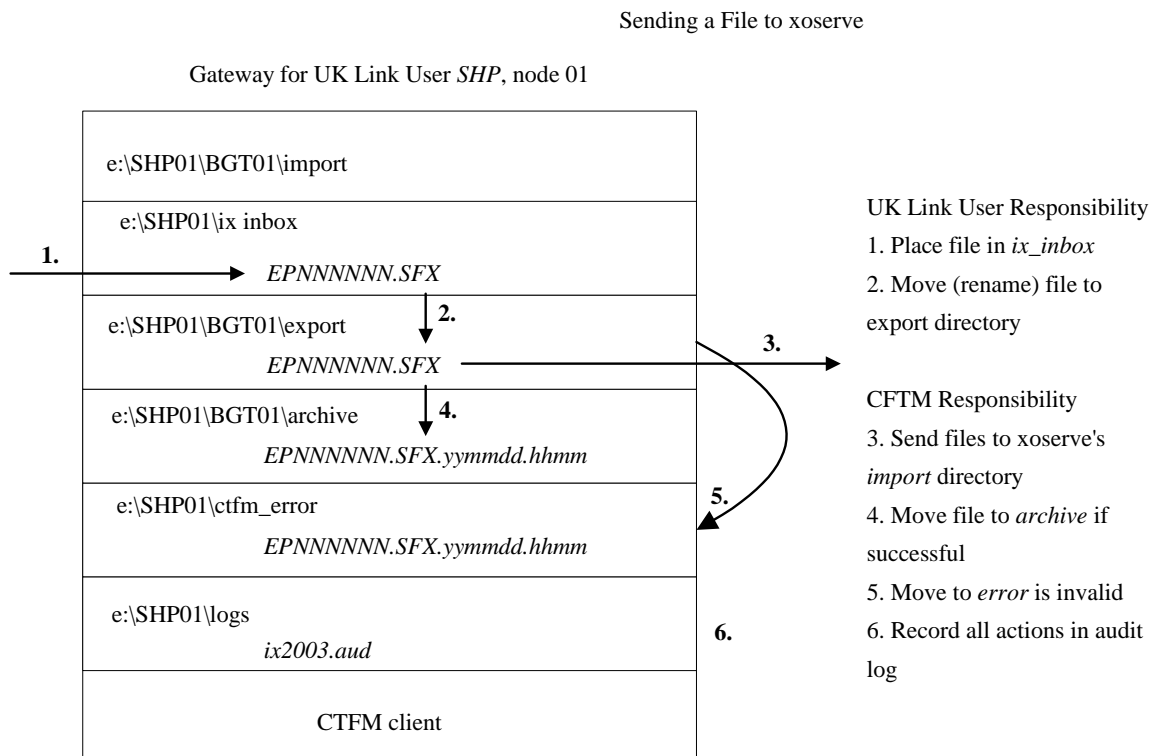 Sending a File to xoserve
Gateway for UK Link User SHP, node 01
e:\SHP01\BGT01\import
e:\SHP01\ix inbox
1.
EPNNNNNN.SFX
2.
e:\SHP01\BGT01\export
EPNNNNNN.SFX
3.
4.
e:\SHP01\BGT01\archive
EPNNNNNN.SFX.yymmdd.hhmm
5.
e:\SHP01\ctfm_error
EPNNNNNN.SFX.yymmdd.hhmm
e:\SHP01\logs
6.
ix2003.aud
CTFM client
UK Link User Responsibility
1. Place file in ix_inbox
2. Move (rename) file to
export directory
CFTM Responsibility
3. Send files to xoserve's
import directory
4. Move file to archive if
successful
5. Move to error is invalid
6. Record all actions in audit
log